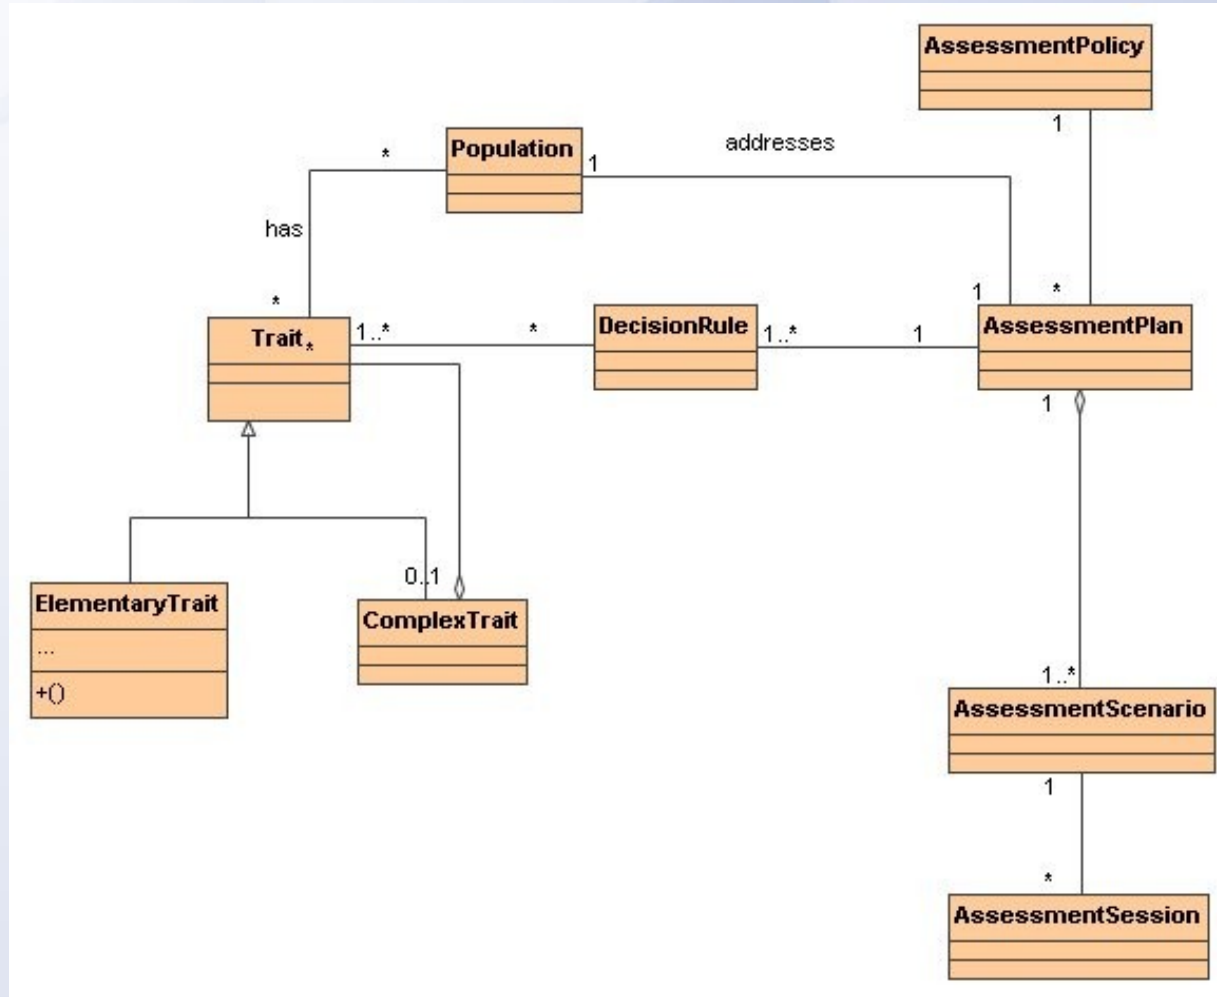 AssessmentPolicy
1
*
Population
1
addresses
has
*
1
*
Trait
*
1..*
*
DecisionRule
1..*
1
AssessmentPlan
1
0..1
ElementaryTrait
...
+()
ComplexTrait
1..*
AssessmentScenario
1
*
AssessmentSession